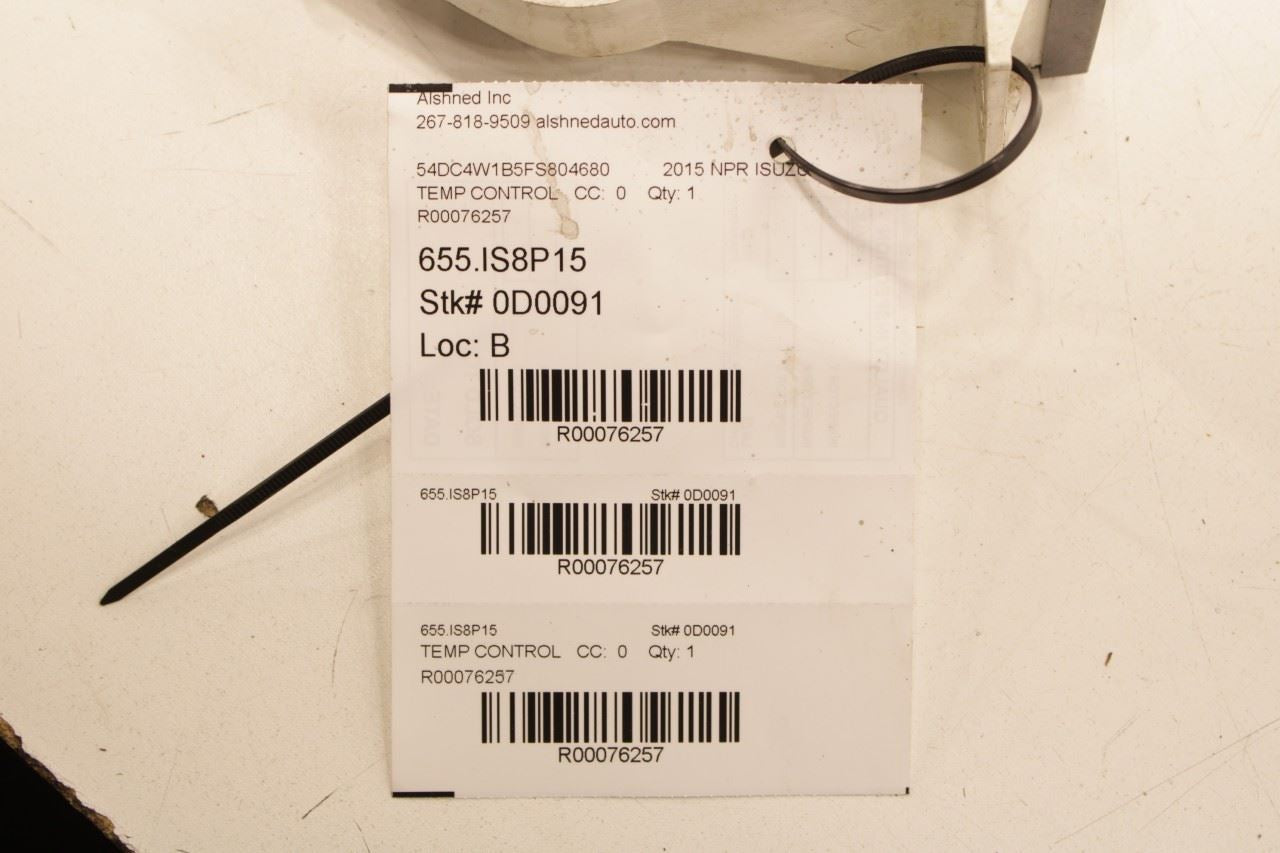 Alshned Inc
267-818-9509 alshnedauto.com
54DC4W1B5FS804680 2015 NPR ISUZU
TEMP CONTROL CC: 0 Qty: 1
R00076257
655.IS8P15
Stk# 0D0091
Loc: B
R00076257
655.IS8P15 Stk# 0D0091
R00076257
655.IS8P15 Stk# 0D0091
TEMP CONTROL CC: 0 Qty: 1
R00076257
R00076257